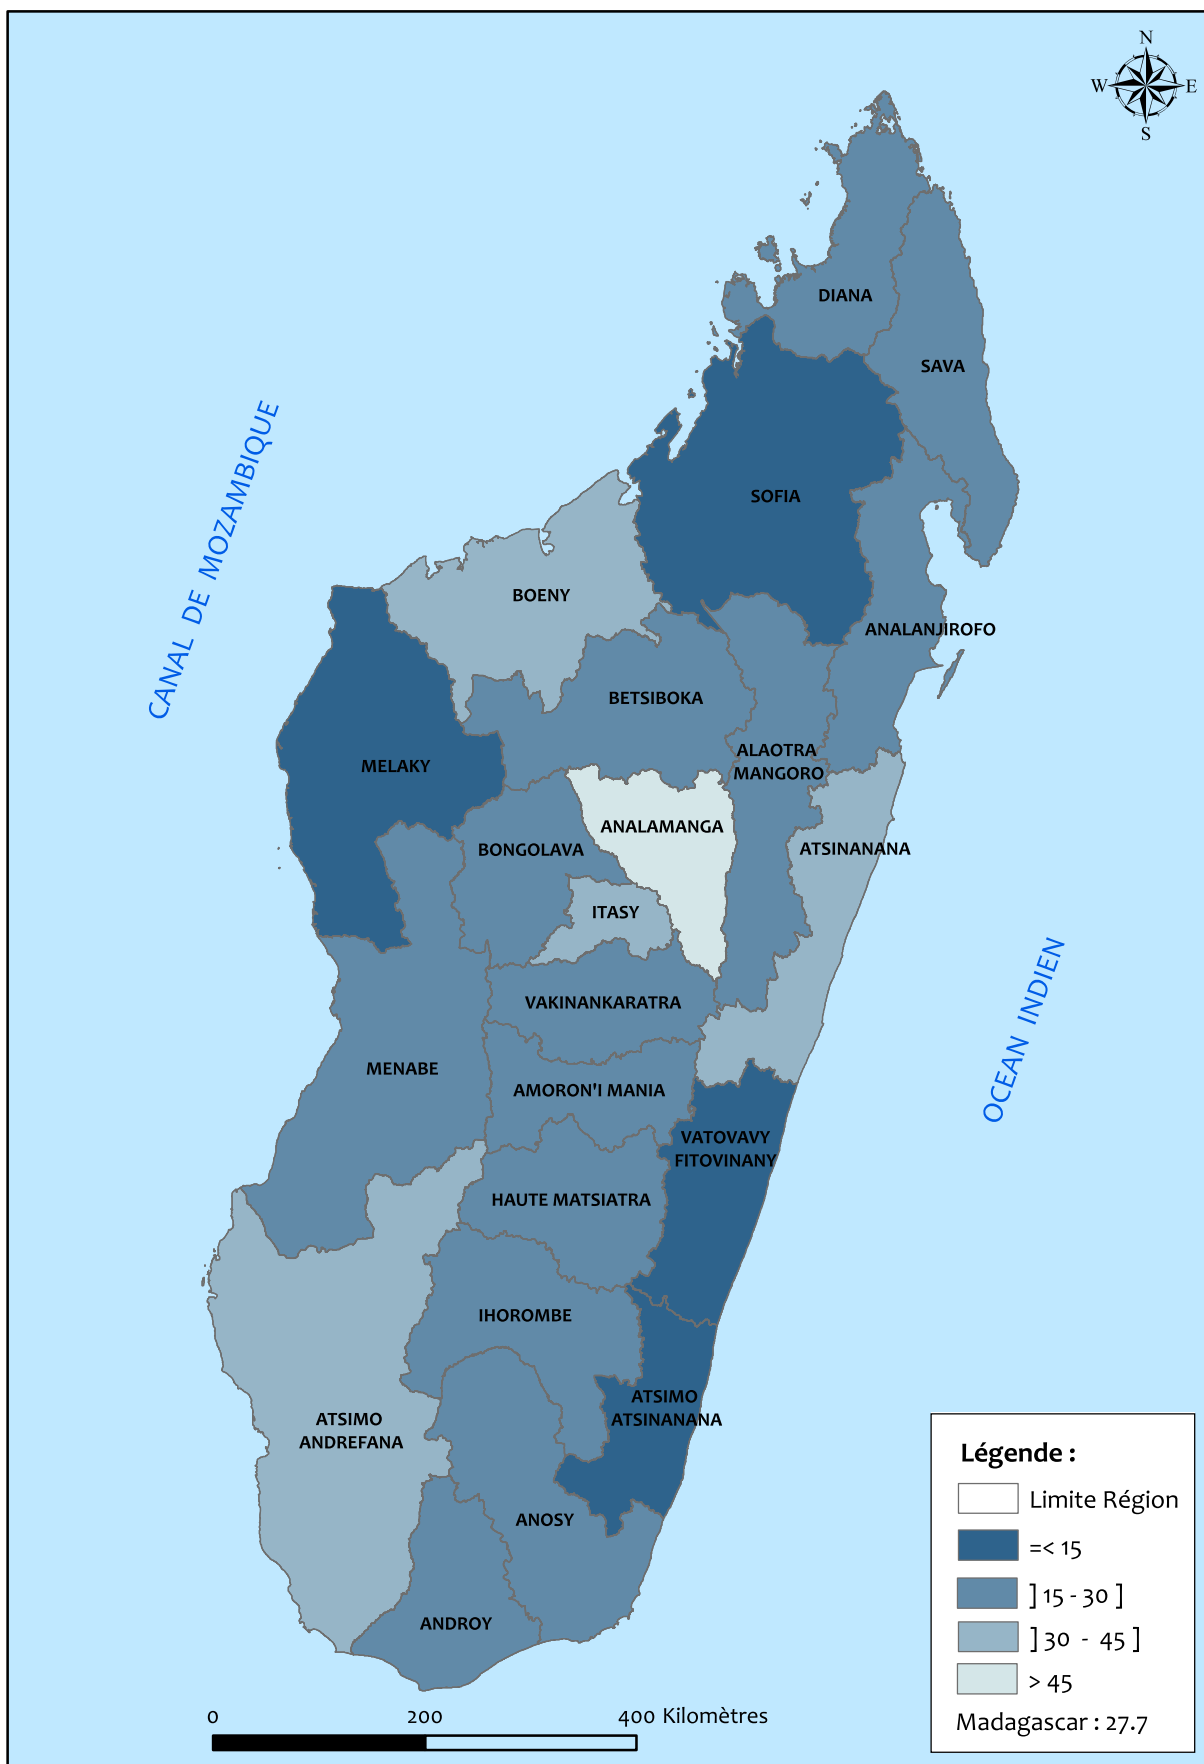 N
W E
S
DIANA
SAVA
SOFIA
CANAL DE MOZAMBIQUE
BOENY
ANALANJIROFO
BETSIBOKA
ALAOTRA
MANGORO
MELAKY
ANALAMANGA
BONGOLAVA
ATSINANANA
ITASY
VAKINANKARATRA
OCEAN INDIEN
MENABE
AMORON'I MANIA
VATOVAVY
FITOVINANY
HAUTE MATSIATRA
IHOROMBE
ATSIMO
ATSINANANA
ATSIMO
ANDREFANA
ANOSY
ANDROY
Légende :
Limite Région
=< 15
] 15 - 30 ]
] 30 - 45 ]
> 45
Madagascar : 27.7
0 200 400 Kilomètres